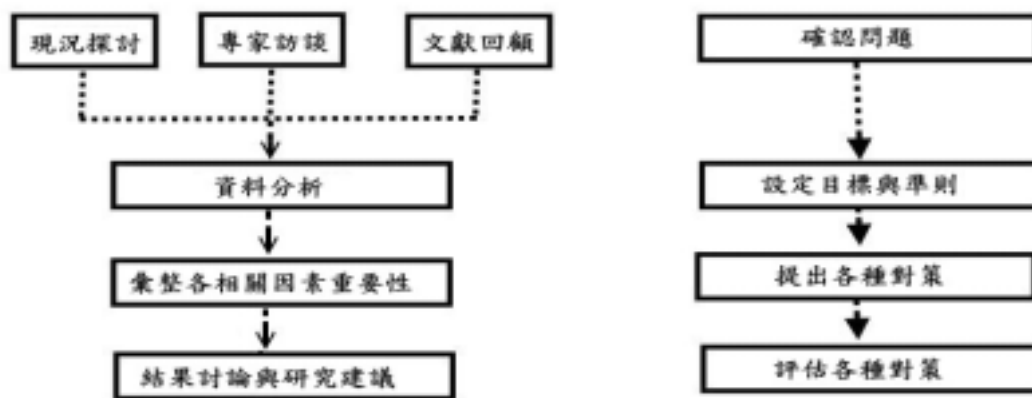 現況探討
專家訪談
文獻回顧
資料分析
彙整各相關因素重要性
結果討論與研究建議
確認問題
設定目標與準則
提出各種對策
評估各種對策